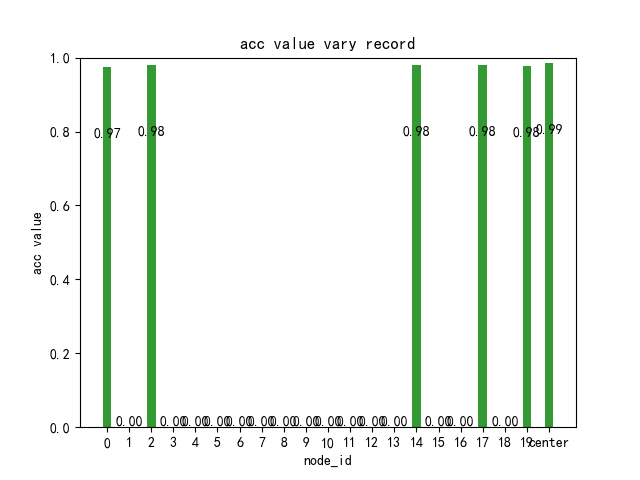 acc value vary record
1.0
0.8
0.6
0.4
0.2
0.0
acc value
0.97 0.98 0.98 0.98 0.98 0.99
0.00 0.00 0.00 0.00 0.00 0.00 0.00 0.00 0.00 0.00 0.00 0.00 0.00 0.00 0.00
0 1 2 3 4 5 6 7 8 9 10 11 12 13 14 15 16 17 18 19 center
node_id